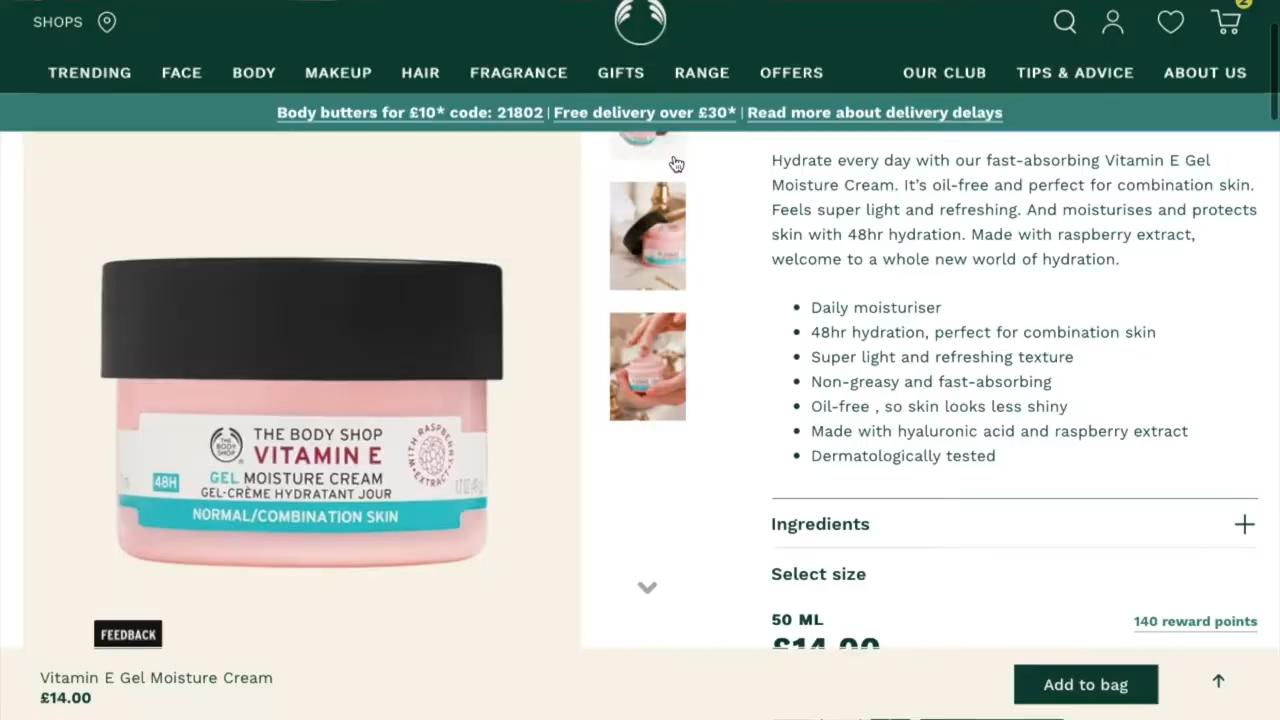 SHOPS
2
TRENDING FACE BODY MAKEUP HAIR FRAGRANCE GIFTS RANGE OFFERS OUR CLUB TIPS & ADVICE ABOUT US
Body butters for £10* code: 21802 | Free delivery over £30* | Read more about delivery delays
Hydrate every day with our fast-absorbing Vitamin E Gel
Moisture Cream. It’s oil-free and perfect for combination skin.
Feels super light and refreshing. And moisturises and protects
skin with 48hr hydration. Made with raspberry extract,
welcome to a whole new world of hydration.
Daily moisturiser
48hr hydration, perfect for combination skin
Super light and refreshing texture
Non-greasy and fast-absorbing
Oil-free , so skin looks less shiny
Made with hyaluronic acid and raspberry extract
Dermatologically tested
THE BODY SHOP
THE BODY SHOP
VITAMIN E
WITH RASPBERRY EXTRACT
48H
GEL MOISTURE CREAM
GEL-CRÈME HYDRATANT JOUR
NORMAL/COMBINATION SKIN
Ingredients
Select size
50 ML
140 reward points
£14.00
FEEDBACK
Vitamin E Gel Moisture Cream
£14.00
Add to bag